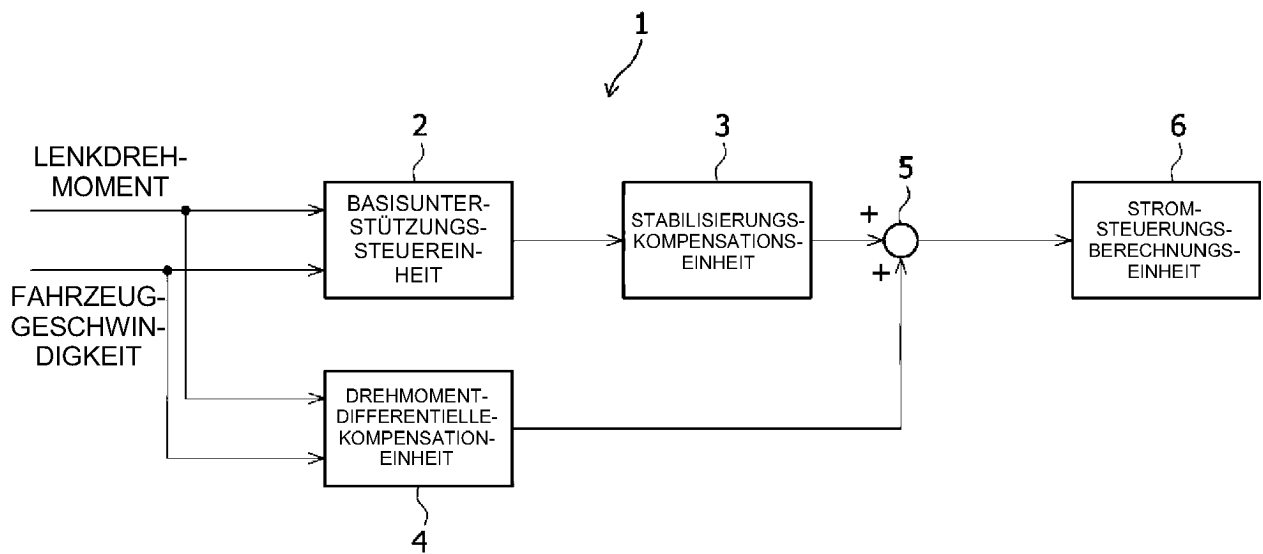 1
2
3
6
LENKDREH-
MOMENT
5
BASISUNTER-
STÜTZUNGS-
STEUEREIN-
HEIT
STABILISIERUNGS-
KOMPENSATIONS-
EINHEIT
+
+
STROM-
STEUERUNGS-
BERECHNUNGS-
EINHEIT
FAHRZEUG-
GESCHWIN-
DIGKEIT
DREHMOMENT-
DIFFERENTIELLE-
KOMPENSATION-
EINHEIT
4